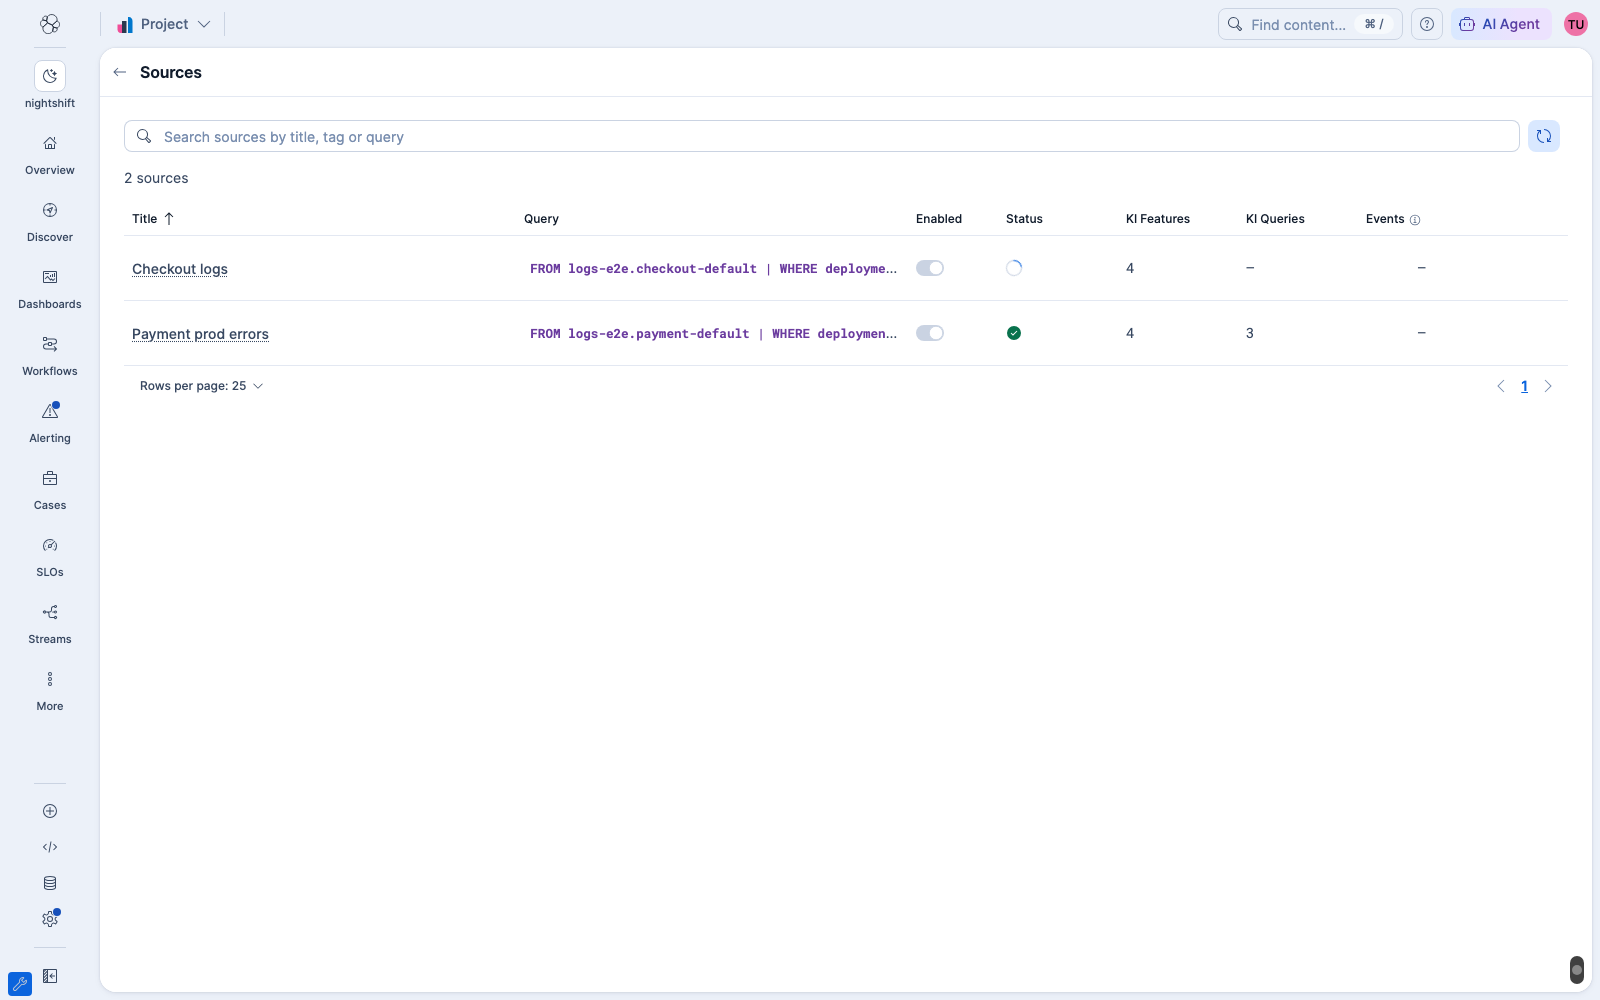 Project
Find content...
⌘ /
AI Agent
TU
nightshift
Overview
Discover
Dashboards
Workflows
Alerting
Cases
SLOs
Streams
More
Sources
Search sources by title, tag or query
2 sources
Title Query Enabled Status KI Features KI Queries Events
Checkout logs FROM logs-e2e.checkout-default | WHERE deployme... 4 – –
Payment prod errors FROM logs-e2e.payment-default | WHERE deploymen... 4 3 –
Rows per page: 25
1